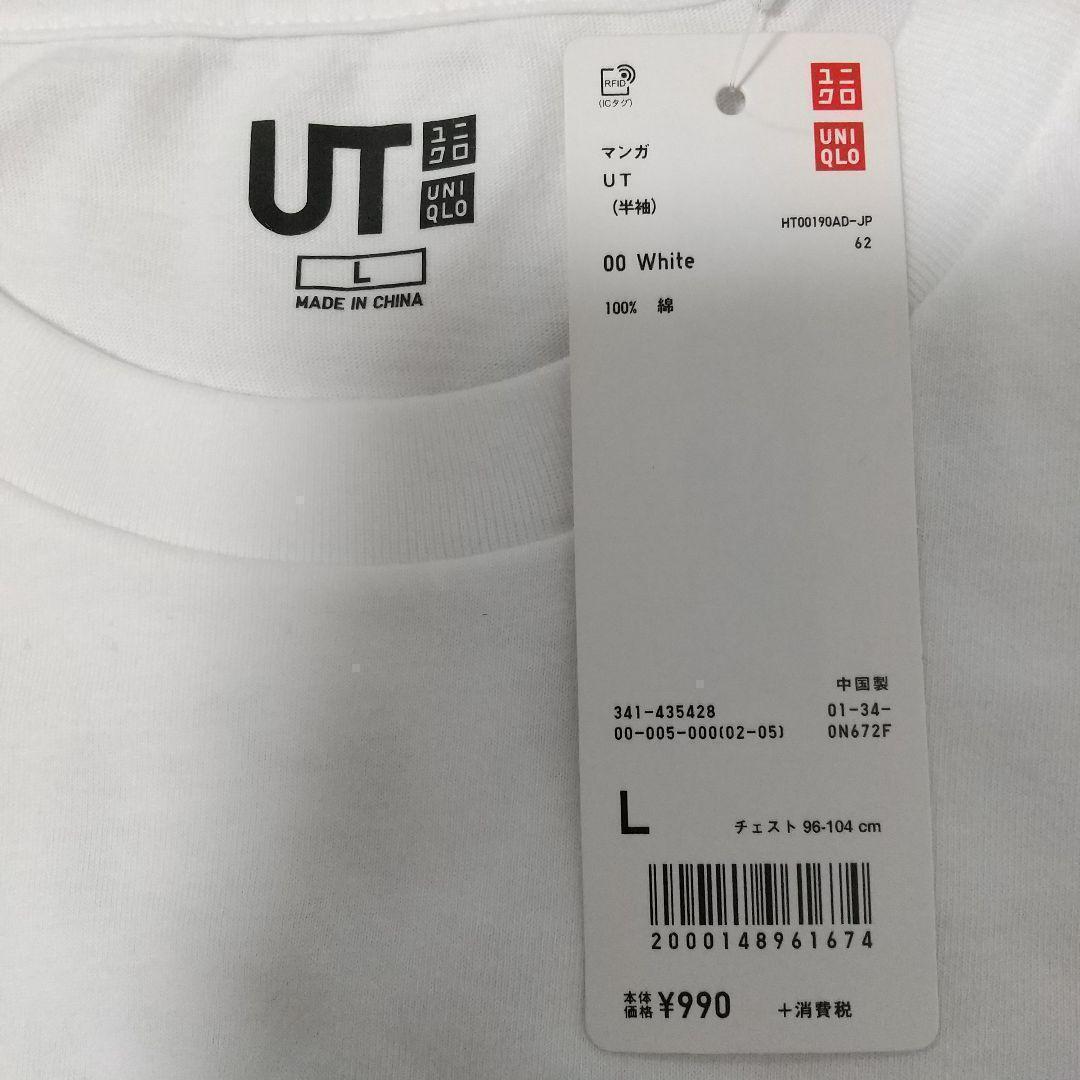 UT
ユニ
クロ
UNI
QLO
L
MADE IN CHINA
RFID
(ICタグ)
ユニ
クロ
UNI
QLO
マンガ
UT
(半袖)
HT00190AD-JP
62
00 White
100% 綿
中国製
341-435428 01-34-
00-005-000(02-05) 0N672F
L チェスト 96-104 cm
2000148961674
本体
価格 ¥990 +消費税